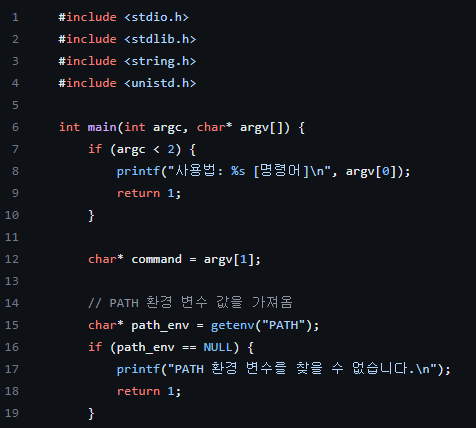 1 #include <stdio.h>
2 #include <stdlib.h>
3 #include <string.h>
4 #include <unistd.h>
5
6 int main(int argc, char* argv[]) {
7 if (argc < 2) {
8 printf("사용법: %s [명령어]\n", argv[0]);
9 return 1;
10 }
11
12 char* command = argv[1];
13
14 // PATH 환경 변수 값을 가져옴
15 char* path_env = getenv("PATH");
16 if (path_env == NULL) {
17 printf("PATH 환경 변수를 찾을 수 없습니다.\n");
18 return 1;
19 }